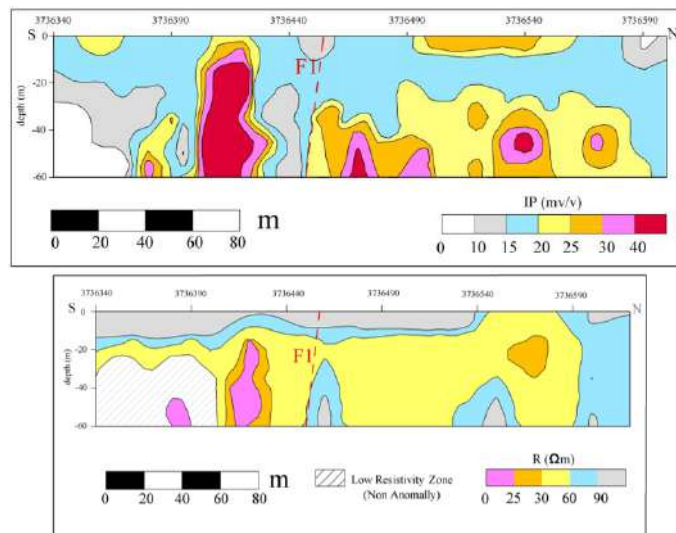 3736340 3736390 3736440 3736490 3736540 3736590
S N
0
-20
-40
-60
depth (m)
F1
0 20 40 60 80 m
IP (mv/v)
0 10 15 20 25 30 40
3736340 3736390 3736440 3736490 3736540 3736590
S N
0
-20
-40
-60
depth (m)
F1
0 20 40 60 80 m
Low Resistivity Zone
(Non Anomally)
R (Ωm)
0 25 30 60 90